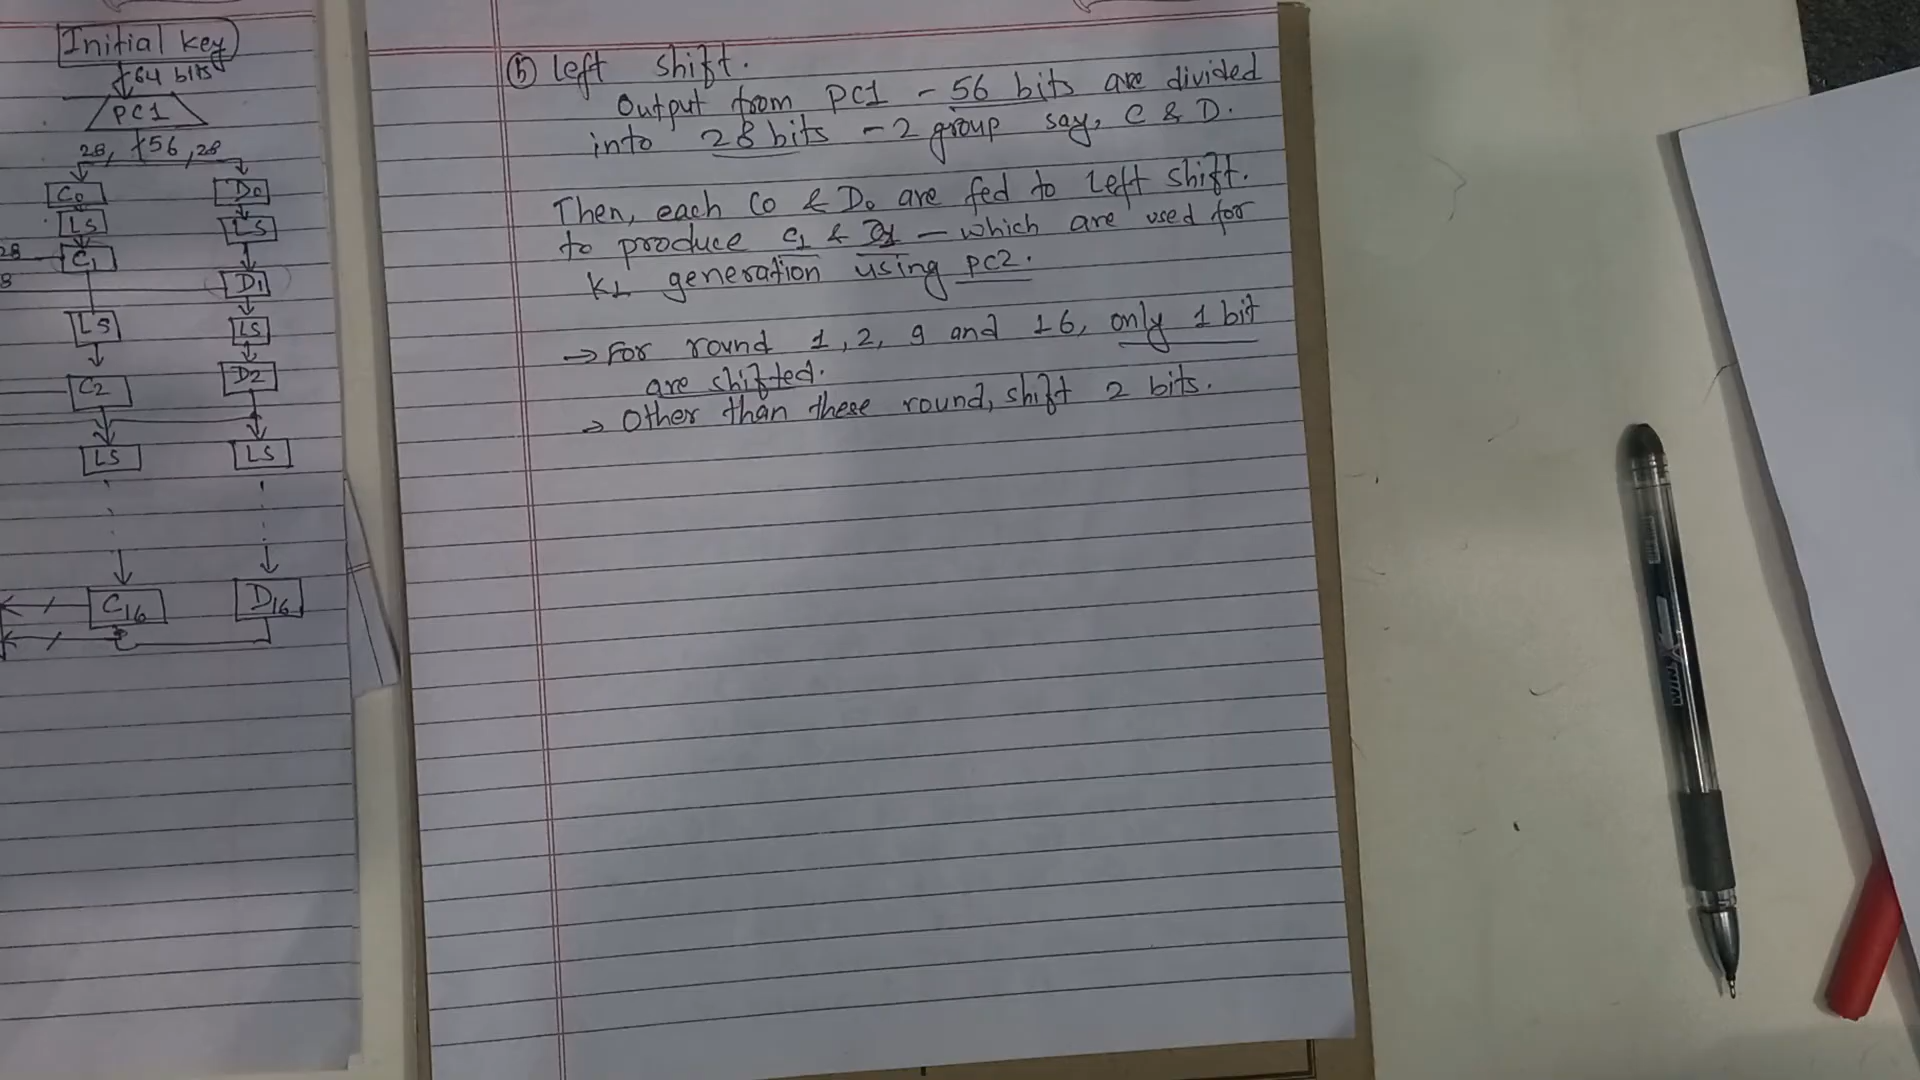 Initial key
64 bits
PC1
28, 56, 28
C0 D0
LS LS
28 C1
8 D1
LS LS
C2 D2
LS LS
C16 D16
b left shift.
Output from PC1 - 56 bits are divided
into 28 bits - 2 group say, C & D.
Then, each C0 & D0 are fed to left shift.
to produce C1 & D1 - which are used for
K1 generation using PC2.
→ For round 1, 2, 9 and 16, only 1 bit
are shifted.
→ Other than these round, shift 2 bits.